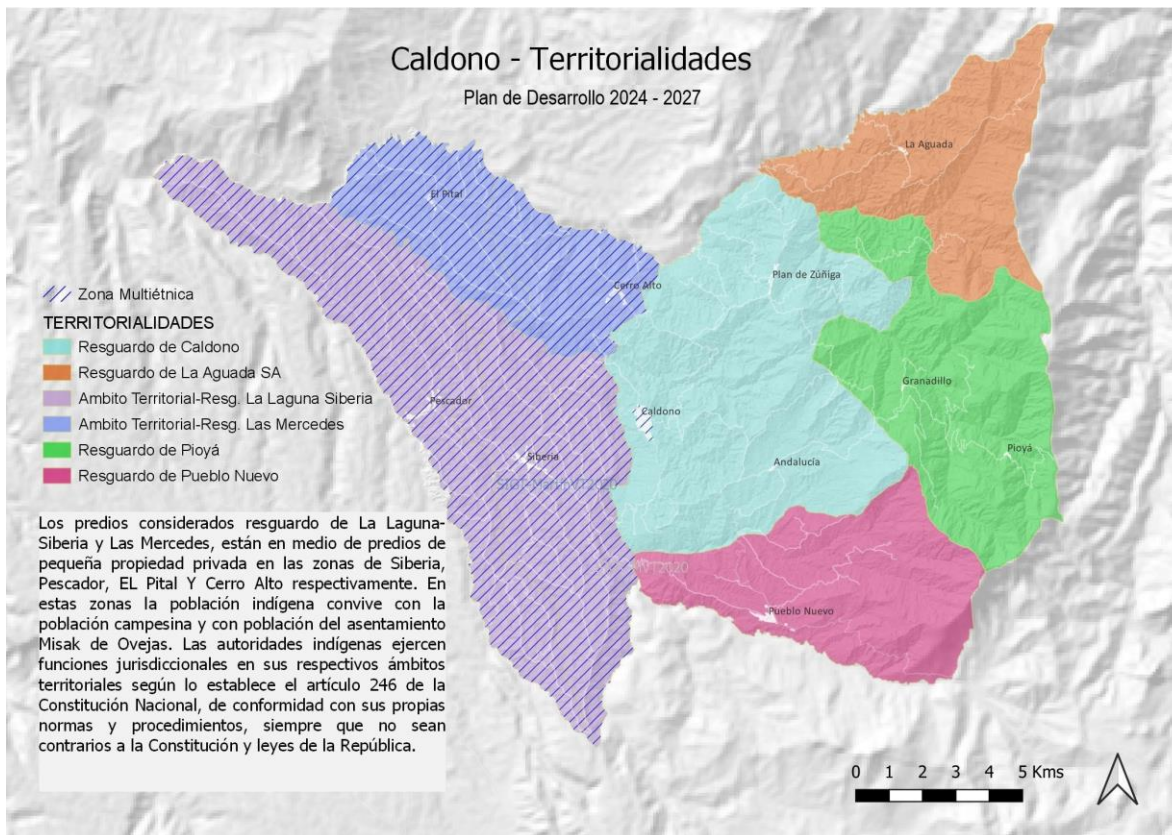 Caldono - Territorialidades
Plan de Desarrollo 2024 - 2027
La Aguada
El Pital
Plan de Zúñiga
Cerro Alto
Zona Multiétnica
TERRITORIALIDADES
Resguardo de Caldono
Resguardo de La Aguada SA
Ambito Territorial-Resg. La Laguna Siberia
Ambito Territorial-Resg. Las Mercedes
Resguardo de Pioyá
Resguardo de Pueblo Nuevo
Granadillo
Pescador
Caldono
Pioyá
Siberia
Andalucía
Pueblo Nuevo
Los predios considerados resguardo de La Laguna-
Siberia y Las Mercedes, están en medio de predios de
pequeña propiedad privada en las zonas de Siberia,
Pescador, EL Pital Y Cerro Alto respectivamente. En
estas zonas la población indígena convive con la
población campesina y con población del asentamiento
Misak de Ovejas. Las autoridades indígenas ejercen
funciones jurisdiccionales en sus respectivos ámbitos
territoriales según lo establece el artículo 246 de la
Constitución Nacional, de conformidad con sus propias
normas y procedimientos, siempre que no sean
contrarios a la Constitución y leyes de la República.
0 1 2 3 4 5 Kms